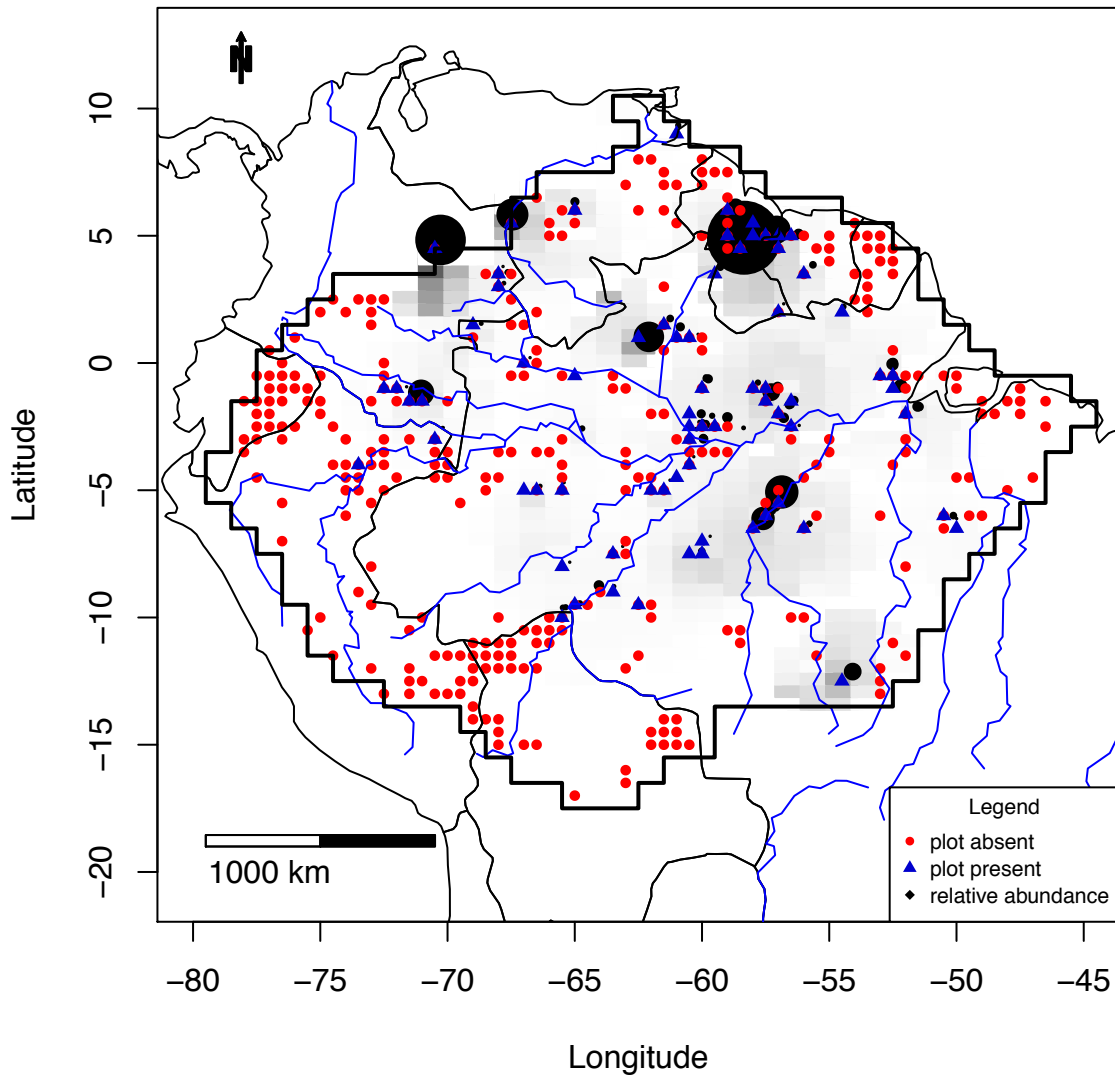 N
10
5
0
−5
−10
−15
−20
Latitude
1000 km
Legend
plot absent
plot present
relative abundance
−80
−75
−70
−65
−60
−55
−50
−45
Longitude